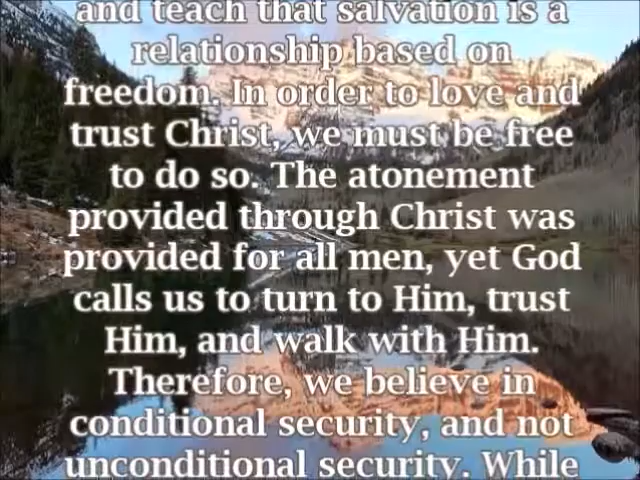 and teach that salvation is a
relationship based on
freedom. In order to love and
trust Christ, we must be free
to do so. The atonement
provided through Christ was
provided for all men, yet God
calls us to turn to Him, trust
Him, and walk with Him.
Therefore, we believe in
conditional security, and not
unconditional security. While